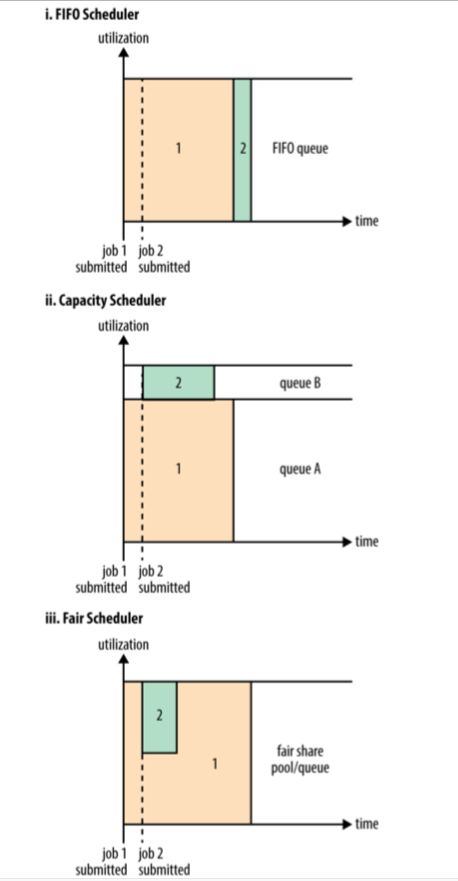 i. FIFO Scheduler
utilization
1
2
FIFO queue
time
job 1 job 2
submitted submitted
ii. Capacity Scheduler
utilization
2
queue B
1
queue A
time
job 1 job 2
submitted submitted
iii. Fair Scheduler
utilization
2
1
fair share
pool/queue
time
job 1 job 2
submitted submitted